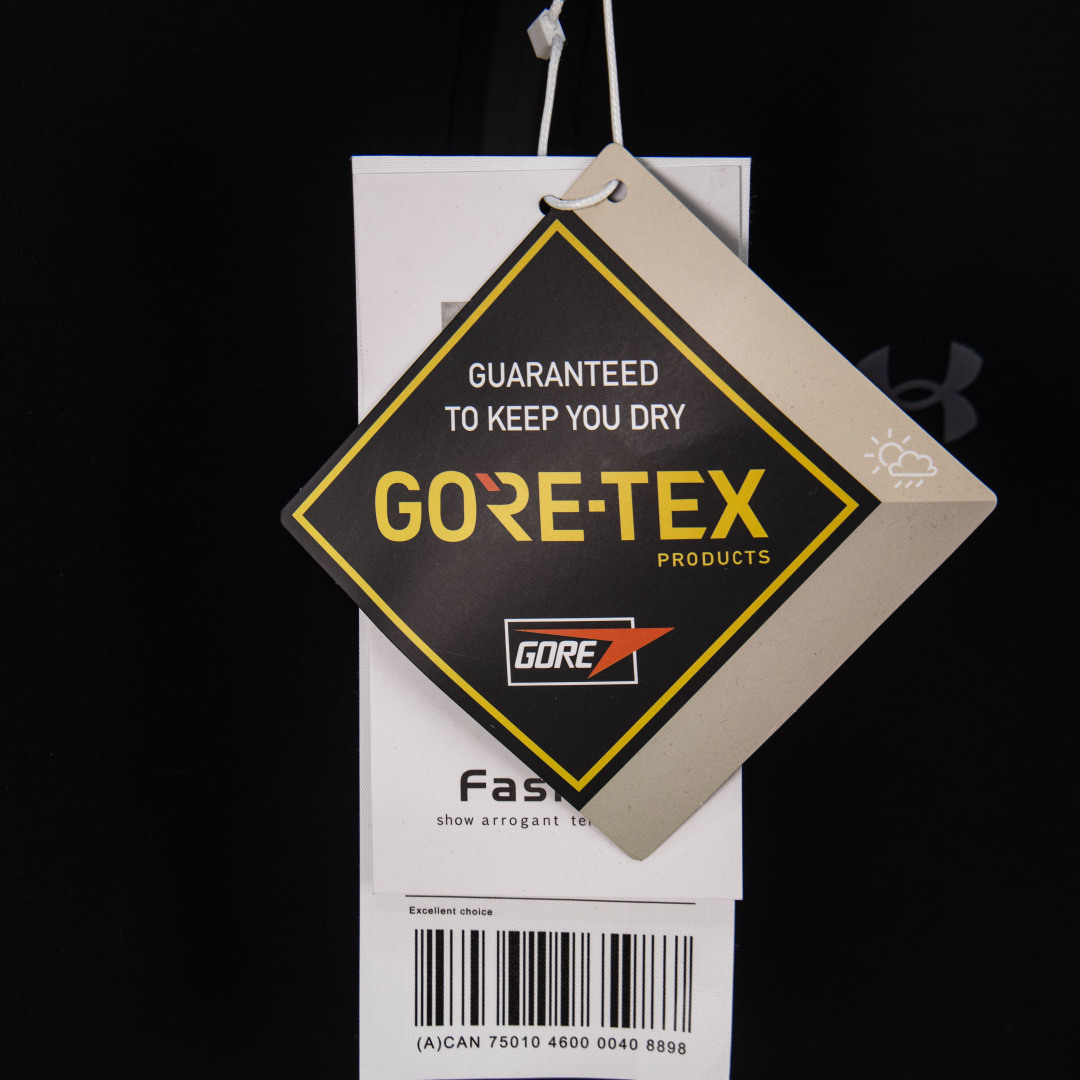 GUARANTEED
TO KEEP YOU DRY
GORE-TEX
PRODUCTS
GORE
show arrogant
Excellent choice
(A)CAN 75010 4600 0040 8898